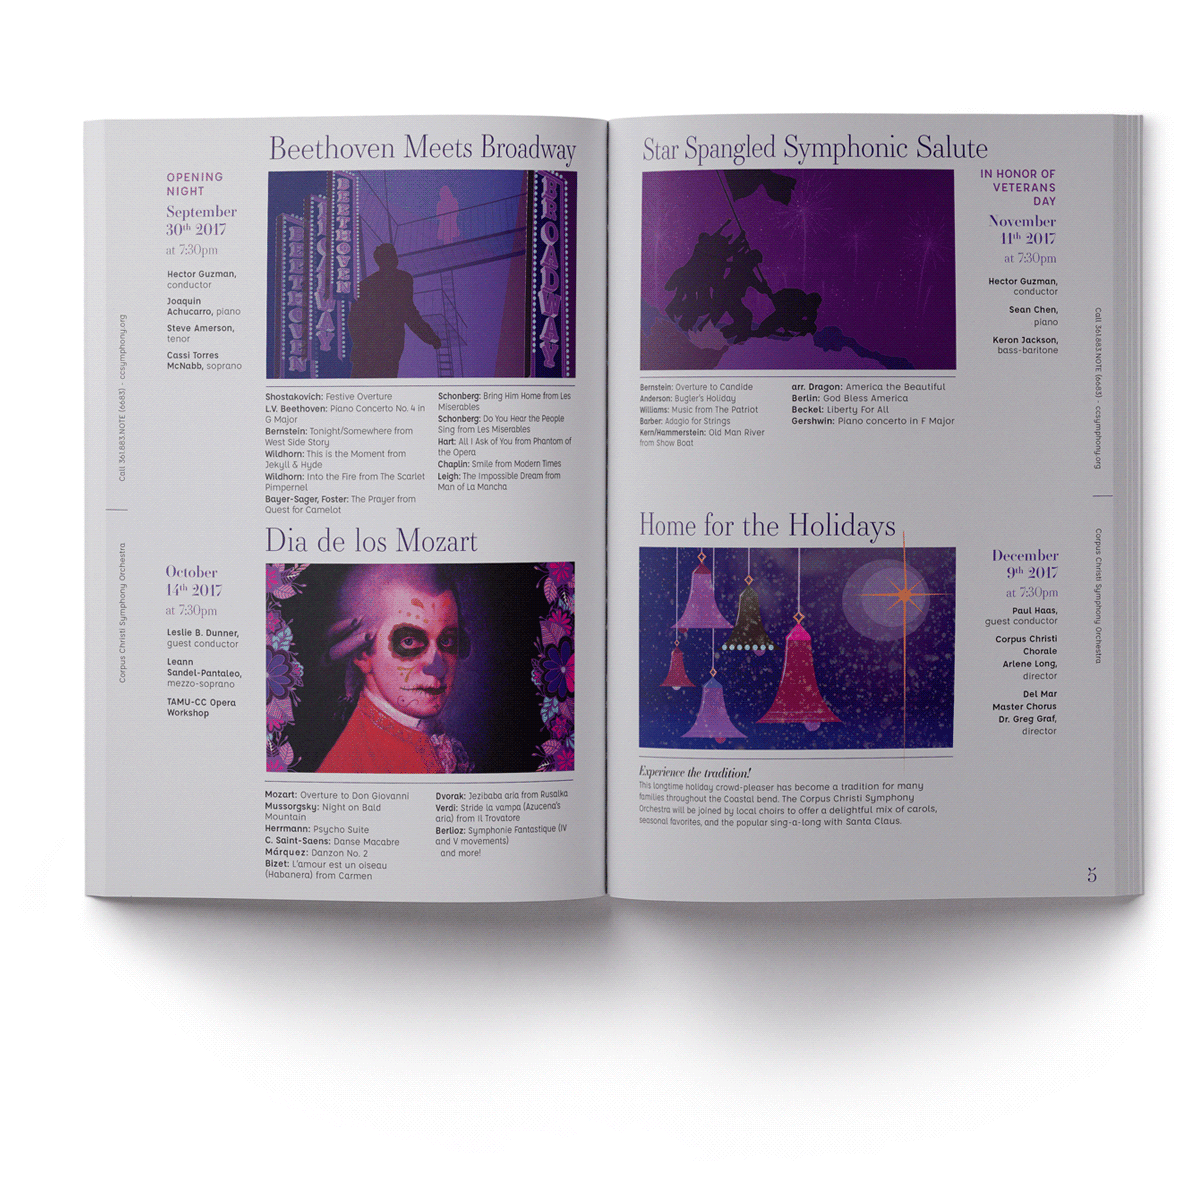 Beethoven Meets Broadway
OPENING
NIGHT
September
30th 2017
at 7:30pm
Hector Guzman,
conductor
Joaquin
Achucarro, piano
Steve Amerson,
tenor
Cassi Torres
McNabb, soprano
BEETHOVEN
BROADWAY
BEETHOVEN
BROADWAY
Shostakovich: Festive Overture
L.V. Beethoven: Piano Concerto No. 4 in
G Major
Bernstein: Tonight/Somewhere from
West Side Story
Wildhorn: This is the Moment from
Jekyll & Hyde
Wildhorn: Into the Fire from The Scarlet
Pimpernel
Bayer-Sager, Foster: The Prayer from
Quest for Camelot
Schonberg: Bring Him Home from Les
Miserables
Schonberg: Do You Hear the People
Sing from Les Miserables
Hart: All I Ask of You from Phantom of
the Opera
Chaplin: Smile from Modern Times
Leigh: The Impossible Dream from
Man of La Mancha
Call 361.883.NOTE (6683) - ccsymphony.org
Dia de los Mozart
October
14th 2017
at 7:30pm
Leslie B. Dunner,
guest conductor
Leann
Sandel-Pantaleo,
mezzo-soprano
TAMU-CC Opera
Workshop
Mozart: Overture to Don Giovanni
Mussorgsky: Night on Bald
Mountain
Herrmann: Psycho Suite
C. Saint-Saens: Danse Macabre
Márquez: Danzon No. 2
Bizet: L'amour est un oiseau
(Habanera) from Carmen
Dvorak: Jezibaba aria from Rusalka
Verdi: Stride la vampa (Azucena's
aria) from Il Trovatore
Berlioz: Symphonie Fantastique (IV
and V movements)
and more!
Corpus Christi Symphony Orchestra
Star Spangled Symphonic Salute
IN HONOR OF
VETERANS
DAY
November
11th 2017
at 7:30pm
Hector Guzman,
conductor
Sean Chen,
piano
Keron Jackson,
bass-baritone
Bernstein: Overture to Candide
Anderson: Bugler's Holiday
Williams: Music from The Patriot
Barber: Adagio for Strings
Kern/Hammerstein: Old Man River
from Show Boat
arr. Dragon: America the Beautiful
Berlin: God Bless America
Beckel: Liberty For All
Gershwin: Piano concerto in F Major
Call 361.883.NOTE (6683) - ccsymphony.org
Home for the Holidays
December
9th 2017
at 7:30pm
Paul Haas,
guest conductor
Corpus Christi
Chorale
Arlene Long,
director
Del Mar
Master Chorus
Dr. Greg Graf,
director
Experience the tradition!
This longtime holiday crowd-pleaser has become a tradition for many
families throughout the Coastal bend. The Corpus Christi Symphony
Orchestra will be joined by local choirs to offer a delightful mix of carols,
seasonal favorites, and the popular sing-a-long with Santa Claus.
Corpus Christi Symphony Orchestra
5